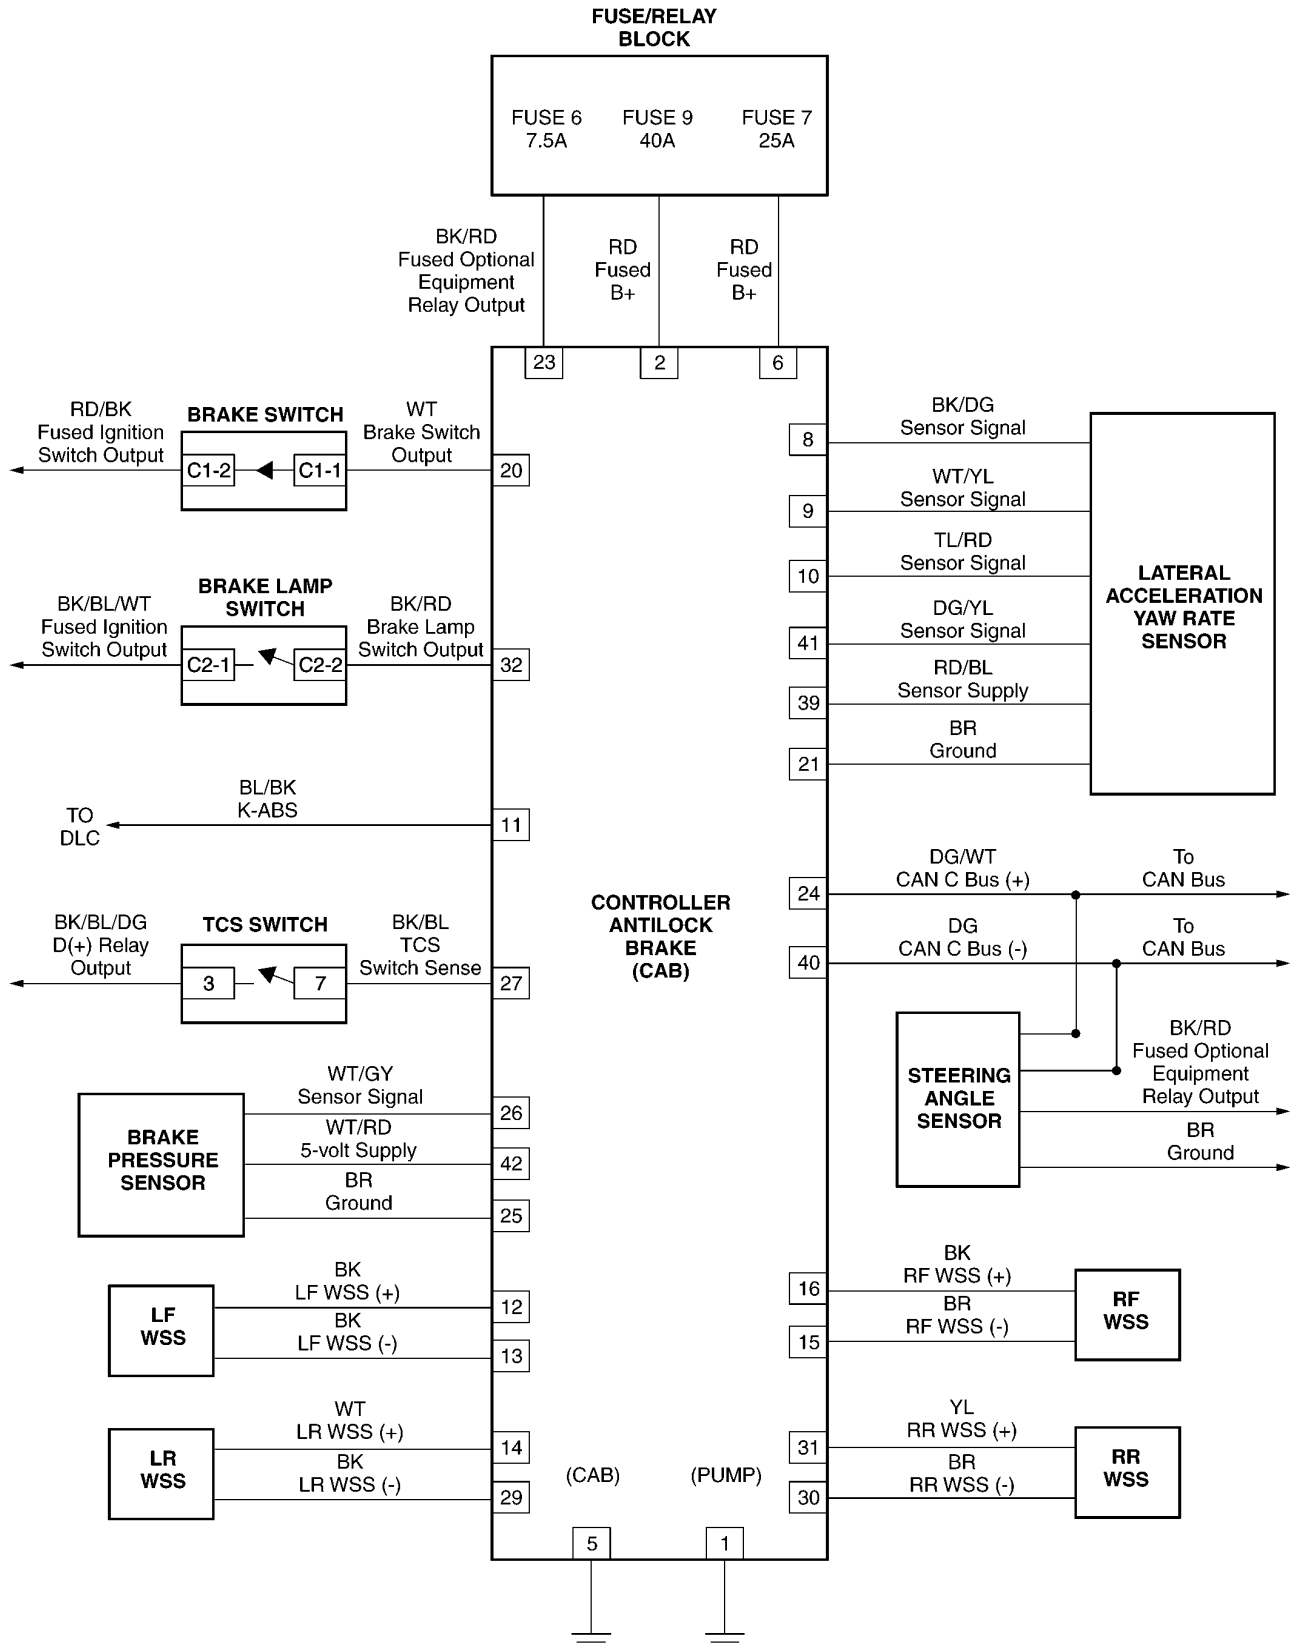 FUSE/RELAY
BLOCK
FUSE 6
7.5A
FUSE 9
40A
FUSE 7
25A
BK/RD
Fused Optional
Equipment
Relay Output
RD
Fused
B+
RD
Fused
B+
23
2
6
RD/BK
Fused Ignition
Switch Output
BRAKE SWITCH
C1-2
C1-1
WT
Brake Switch
Output
20
BK/BL/WT
Fused Ignition
Switch Output
BRAKE LAMP
SWITCH
C2-1
C2-2
BK/RD
Brake Lamp
Switch Output
32
TO
DLC
BL/BK
K-ABS
11
BK/BL/DG
D(+) Relay
Output
TCS SWITCH
3
7
BK/BL
TCS
Switch Sense
27
BRAKE
PRESSURE
SENSOR
WT/GY
Sensor Signal
26
WT/RD
5-volt Supply
42
BR
Ground
25
LF
WSS
BK
LF WSS (+)
12
BK
LF WSS (-)
13
LR
WSS
WT
LR WSS (+)
14
BK
LR WSS (-)
29
CONTROLLER
ANTILOCK
BRAKE
(CAB)
(CAB)
(PUMP)
5
1
8
BK/DG
Sensor Signal
9
WT/YL
Sensor Signal
10
TL/RD
Sensor Signal
41
DG/YL
Sensor Signal
39
RD/BL
Sensor Supply
21
BR
Ground
LATERAL
ACCELERATION
YAW RATE
SENSOR
24
DG/WT
CAN C Bus (+)
To
CAN Bus
40
DG
CAN C Bus (-)
To
CAN Bus
STEERING
ANGLE
SENSOR
BK/RD
Fused Optional
Equipment
Relay Output
BR
Ground
16
BK
RF WSS (+)
15
BR
RF WSS (-)
RF
WSS
31
YL
RR WSS (+)
30
BR
RR WSS (-)
RR
WSS